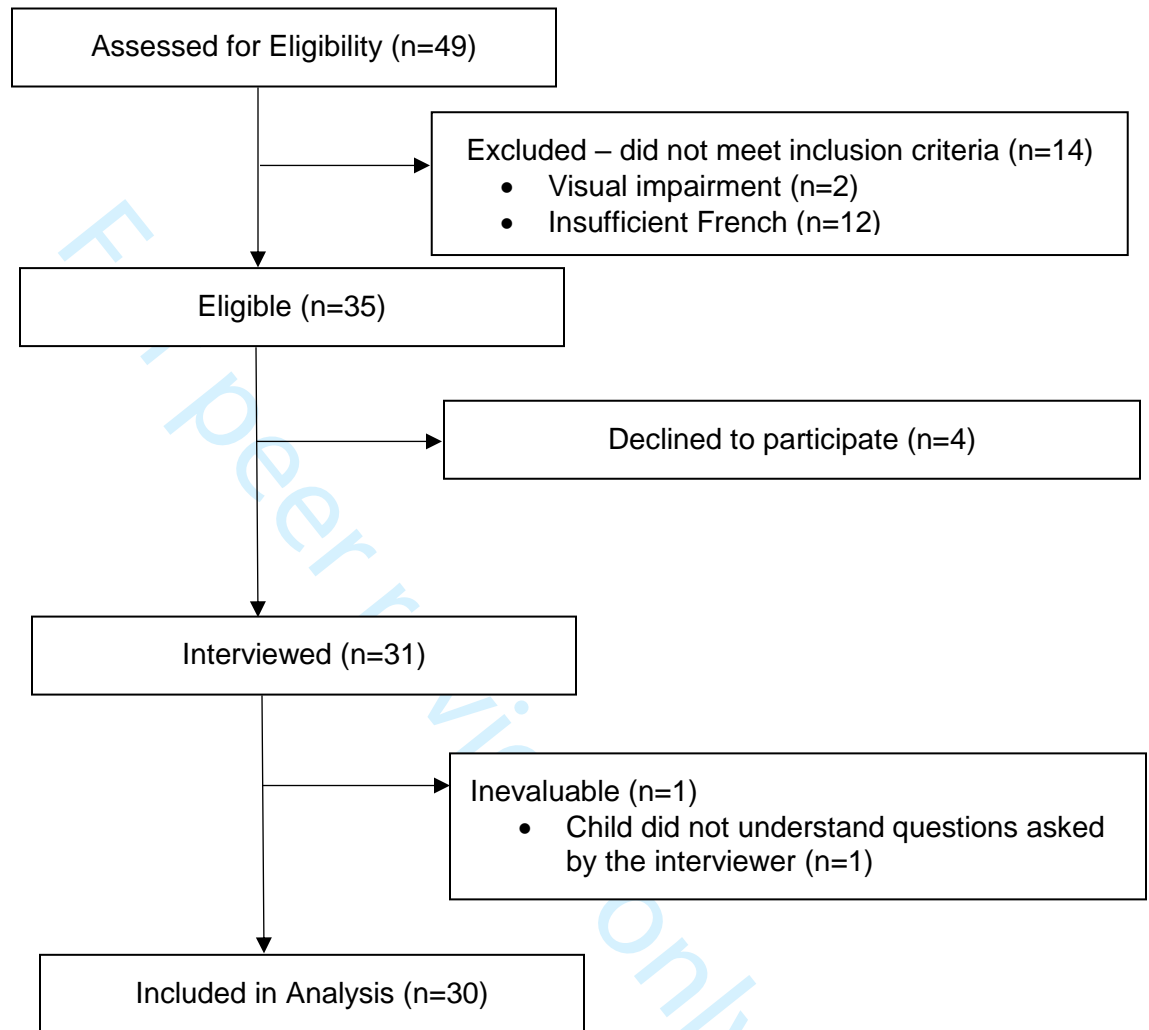 Assessed for Eligibility (n=49)
Excluded – did not meet inclusion criteria (n=14)
• Visual impairment (n=2)
• Insufficient French (n=12)
Eligible (n=35)
Declined to participate (n=4)
Interviewed (n=31)
Inevaluable (n=1)
• Child did not understand questions asked
by the interviewer (n=1)
Included in Analysis (n=30)
peer
only